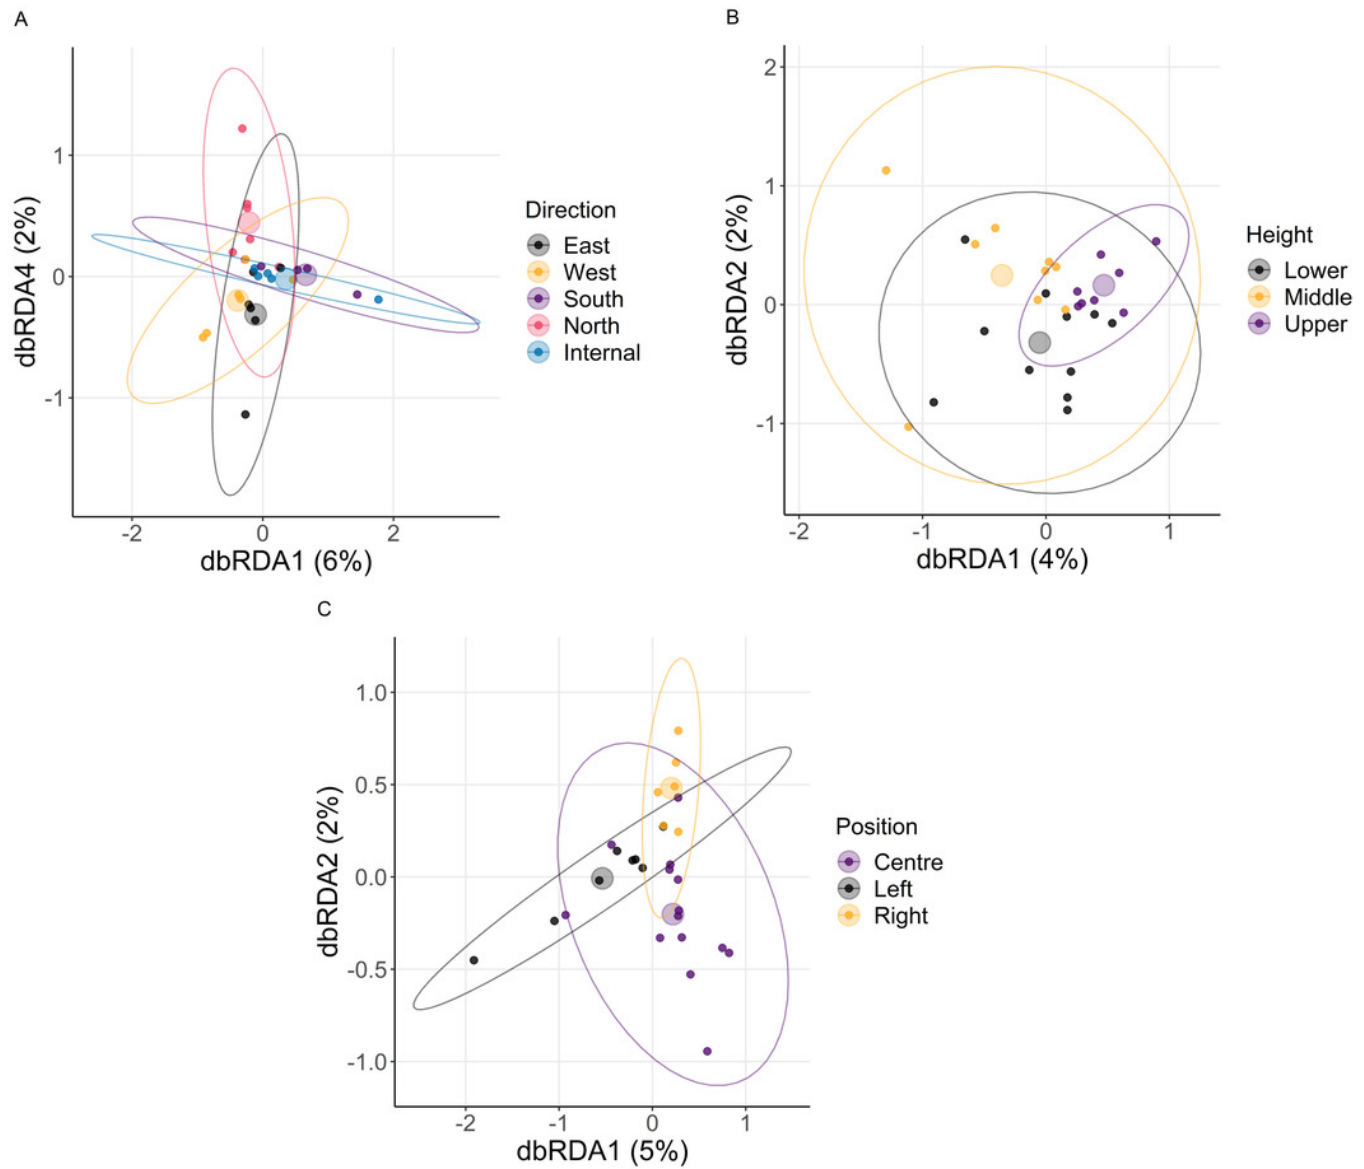 A
dbRDA4 (2%)
1
0
-1
-2
0
2
dbRDA1 (6%)
Direction
East
West
South
North
Internal
B
dbRDA2 (2%)
2
1
0
-1
-2
-1
0
1
dbRDA1 (4%)
Height
Lower
Middle
Upper
C
dbRDA2 (2%)
1.0
0.5
0.0
-0.5
-1.0
-2
-1
0
1
dbRDA1 (5%)
Position
Centre
Left
Right